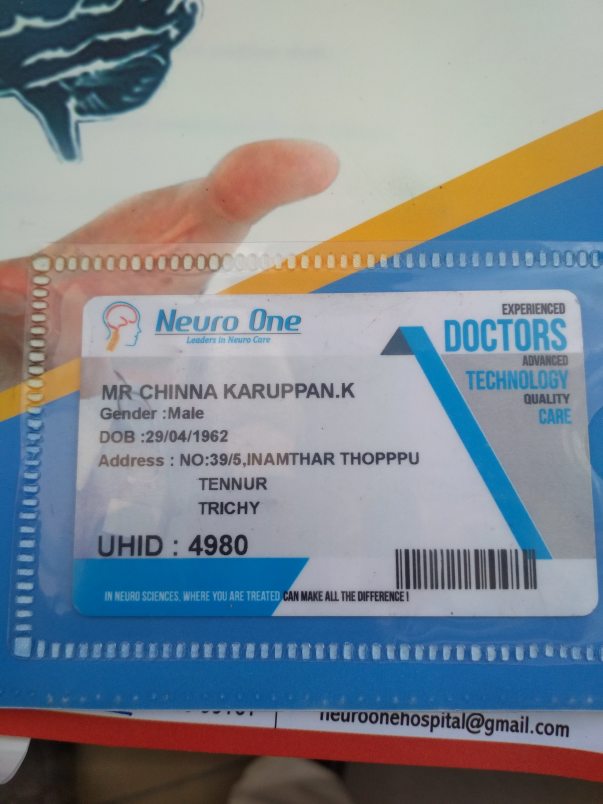 Neuro One
Leaders in Neuro Care
EXPERIENCED
DOCTORS
ADVANCED
TECHNOLOGY
QUALITY
CARE
MR CHINNA KARUPPAN.K
Gender :Male
DOB :29/04/1962
Address : NO:39/5,INAMTHAR THOPPPU
TENNUR
TRICHY
UHID : 4980
IN NEURO SCIENCES, WHERE YOU ARE TREATED CAN MAKE ALL THE DIFFERENCE !
neuroonehospital@gmail.com